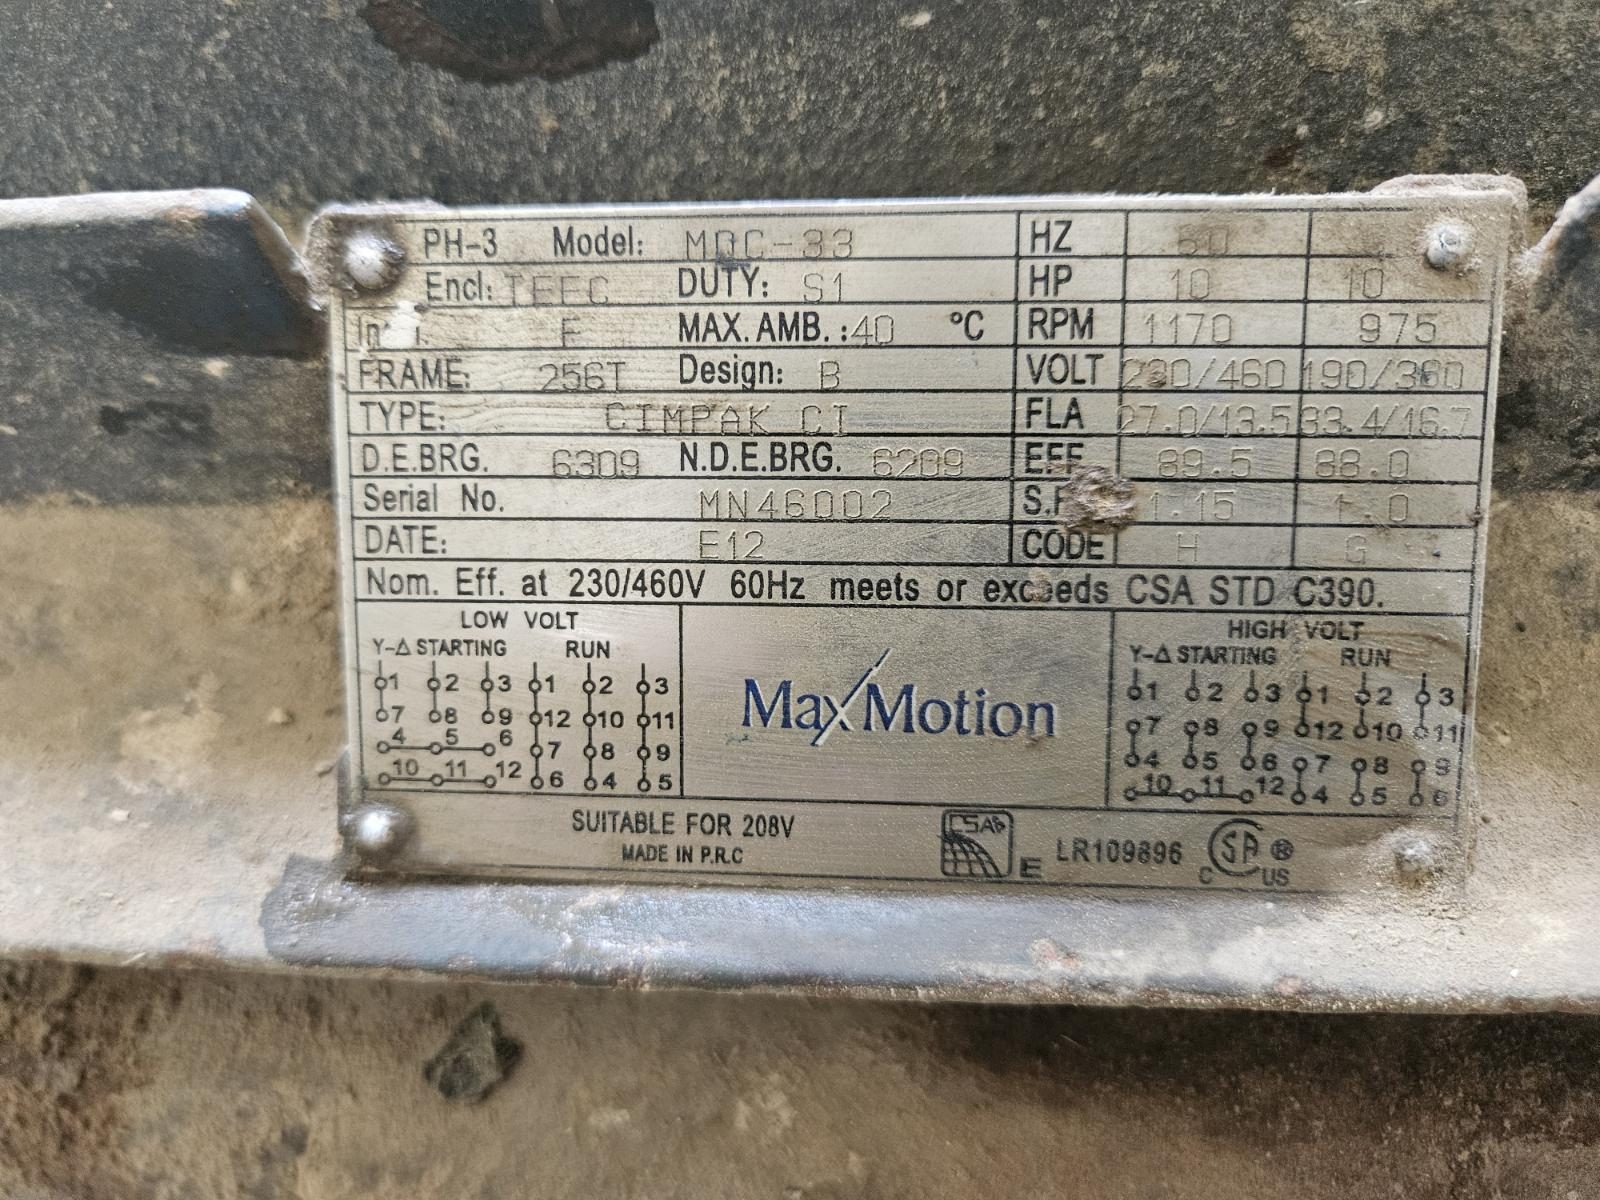 PH-3 Model: MQC-33 HZ 60
Encl: TEFC DUTY: S1 HP 10 10
F MAX. AMB. :40 °C RPM 1170 975
FRAME: 256T Design: B VOLT 230/460 190/380
TYPE: CIMPAK CI FLA 27.0/13.5 33.4/16.7
D.E.BRG. 6309 N.D.E.BRG. 6209 EFF 89.5 88.0
Serial No. MN46002 1.15 1.0
DATE: E12 CODE H G
Nom. Eff. at 230/460V 60Hz meets or exceeds CSA STD C390.
LOW VOLT
Y-Δ STARTING RUN
1 2 3 1 2 3
7 8 9 12 10 11
4 5 6 7 8 9
10 11 12 6 4 5
MaxMotion
HIGH VOLT
Y-Δ STARTING RUN
1 2 3 1 2 3
7 8 9 12 10 11
4 5 6 7 8 9
10 11 12 4 5 6
SUITABLE FOR 208V
MADE IN P.R.C
CSA E LR109896 C SA ® US